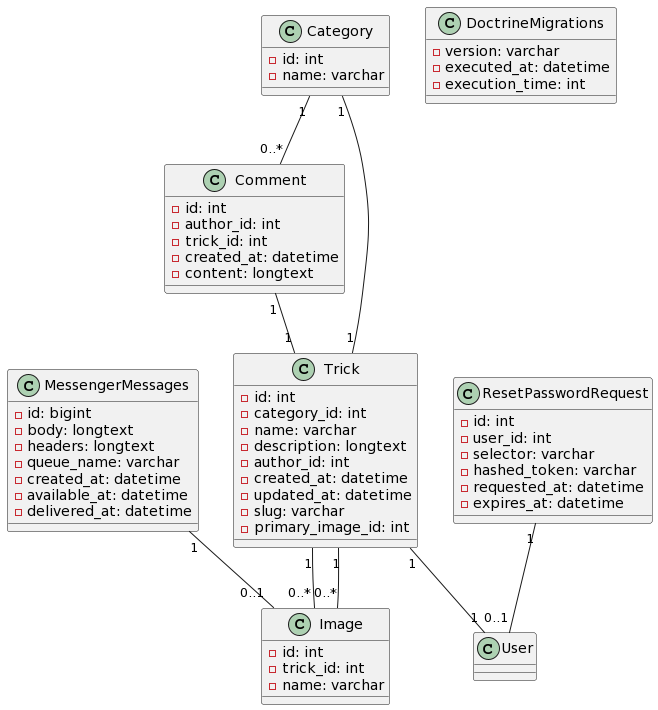 C Category
id: int
name: varchar
C DoctrineMigrations
version: varchar
executed_at: datetime
execution_time: int
1
1
0..*
C Comment
id: int
author_id: int
trick_id: int
created_at: datetime
content: longtext
1
1
1
C MessengerMessages
id: bigint
body: longtext
headers: longtext
queue_name: varchar
created_at: datetime
available_at: datetime
delivered_at: datetime
C Trick
id: int
category_id: int
name: varchar
description: longtext
author_id: int
created_at: datetime
updated_at: datetime
slug: varchar
primary_image_id: int
C ResetPasswordRequest
id: int
user_id: int
selector: varchar
hashed_token: varchar
requested_at: datetime
expires_at: datetime
1
1
1
1
1
0..1
0..*
0..*
1
0..1
C Image
id: int
trick_id: int
name: varchar
C User